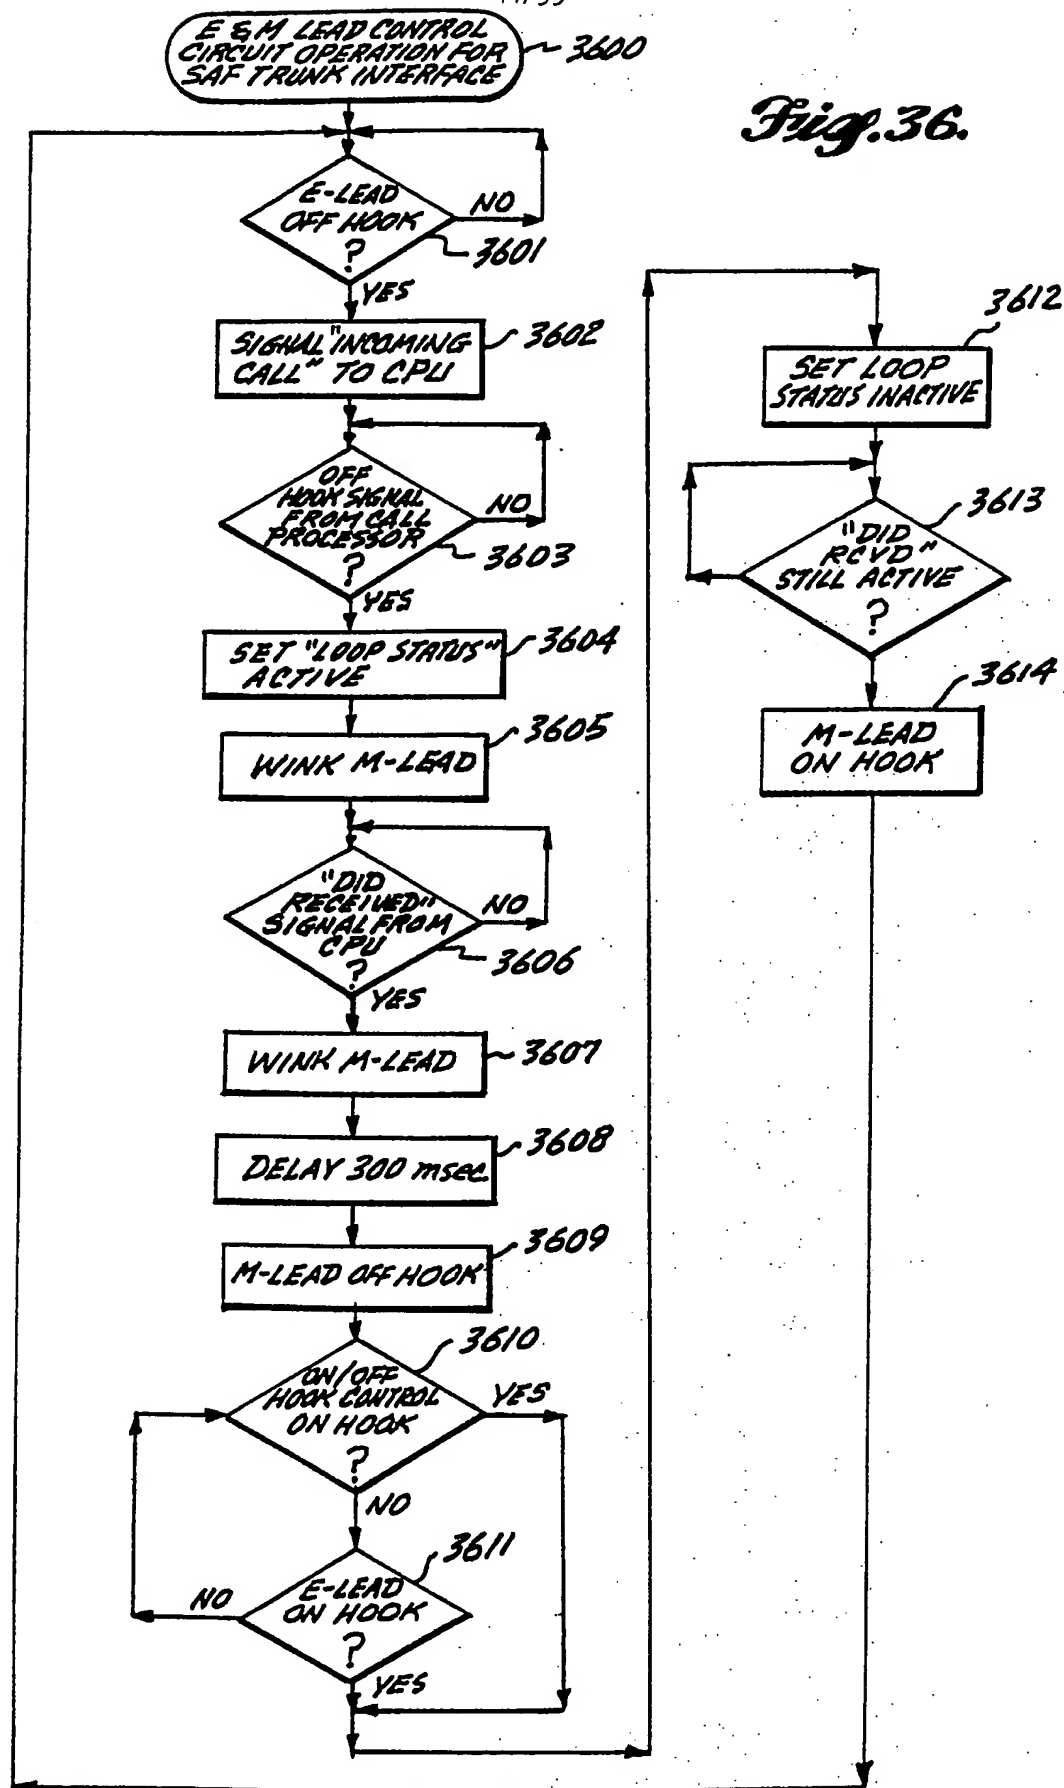 E & M LEAD CONTROL
CIRCUIT OPERATION FOR
SAF TRUNK INTERFACE
3600
Fig. 36.
E-LEAD
OFF HOOK
?
NO
3601
YES
SIGNAL "INCOMING
CALL" TO CPU
3602
OFF
HOOK SIGNAL
FROM CALL
PROCESSOR
?
NO
3603
YES
SET "LOOP STATUS"
ACTIVE
3604
WINK M-LEAD
3605
"DID
RECEIVED"
SIGNAL FROM
CPU
?
NO
3606
YES
WINK M-LEAD
3607
DELAY 300 msec.
3608
M-LEAD OFF HOOK
3609
3610
ON/OFF
HOOK CONTROL
ON HOOK
?
YES
NO
3611
E-LEAD
ON HOOK
?
NO
YES
3612
SET LOOP
STATUS INACTIVE
3613
"DID
RCVD"
STILL ACTIVE
?
3614
M-LEAD
ON HOOK